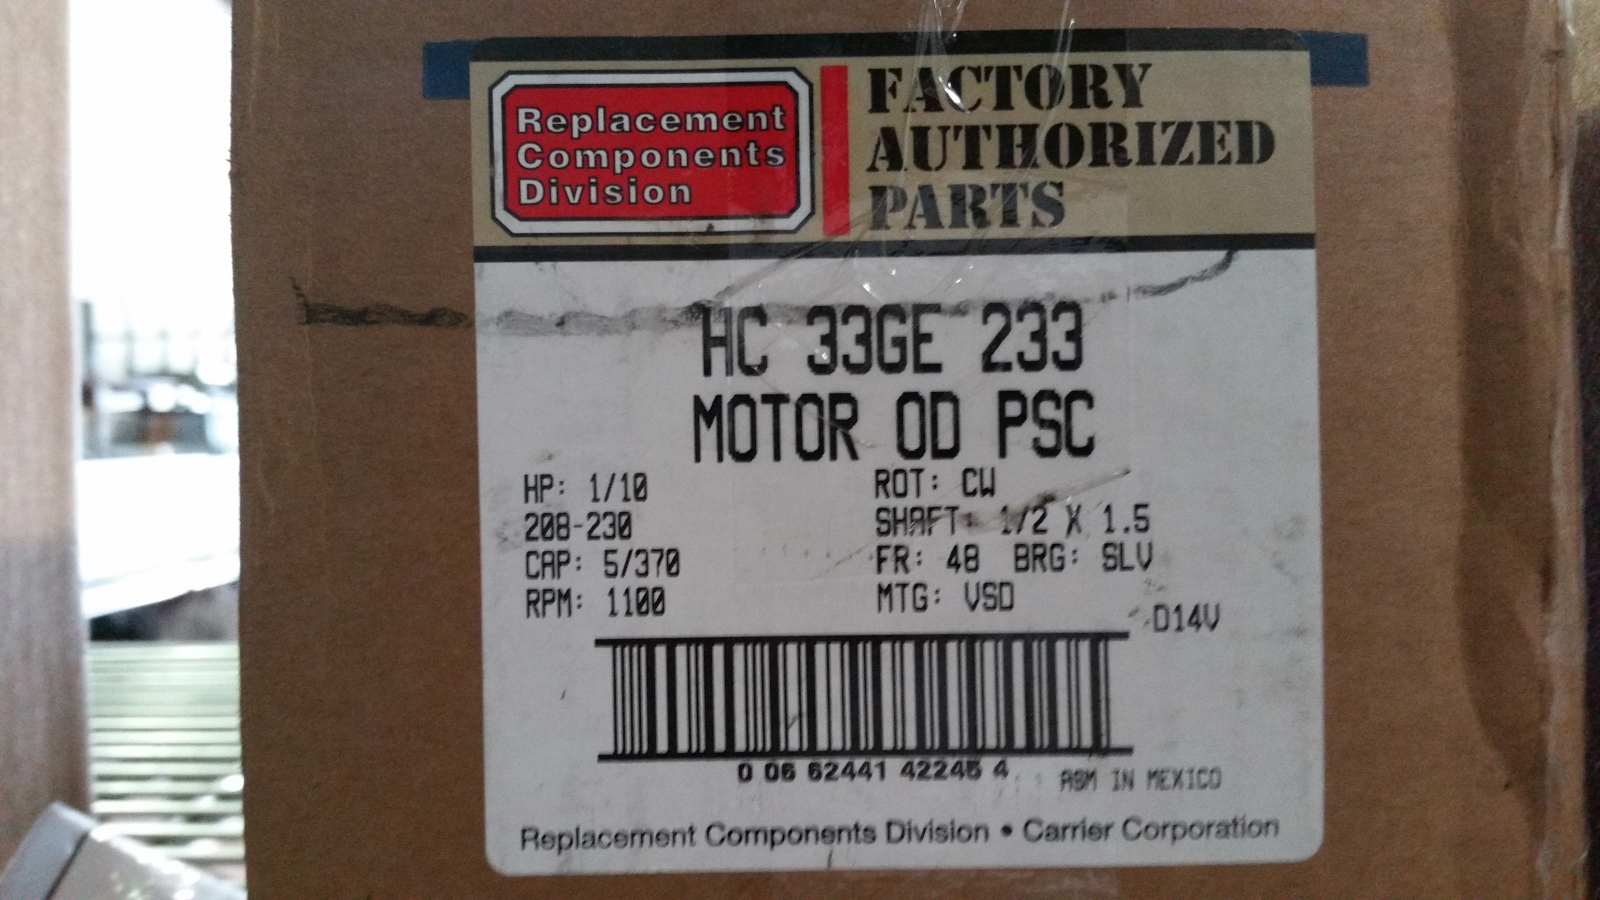 Replacement
Components
Division
FACTORY
AUTHORIZED
PARTS
HC 33GE 233
MOTOR OD PSC
HP: 1/10
208-230
CAP: 5/370
RPM: 1100
ROT: CW
SHAFT: 1/2 X 1.5
FR: 48 BRG: SLV
MTG: VSD
D14V
0 06 62441 42245 4
ASM IN MEXICO
Replacement Components Division • Carrier Corporation